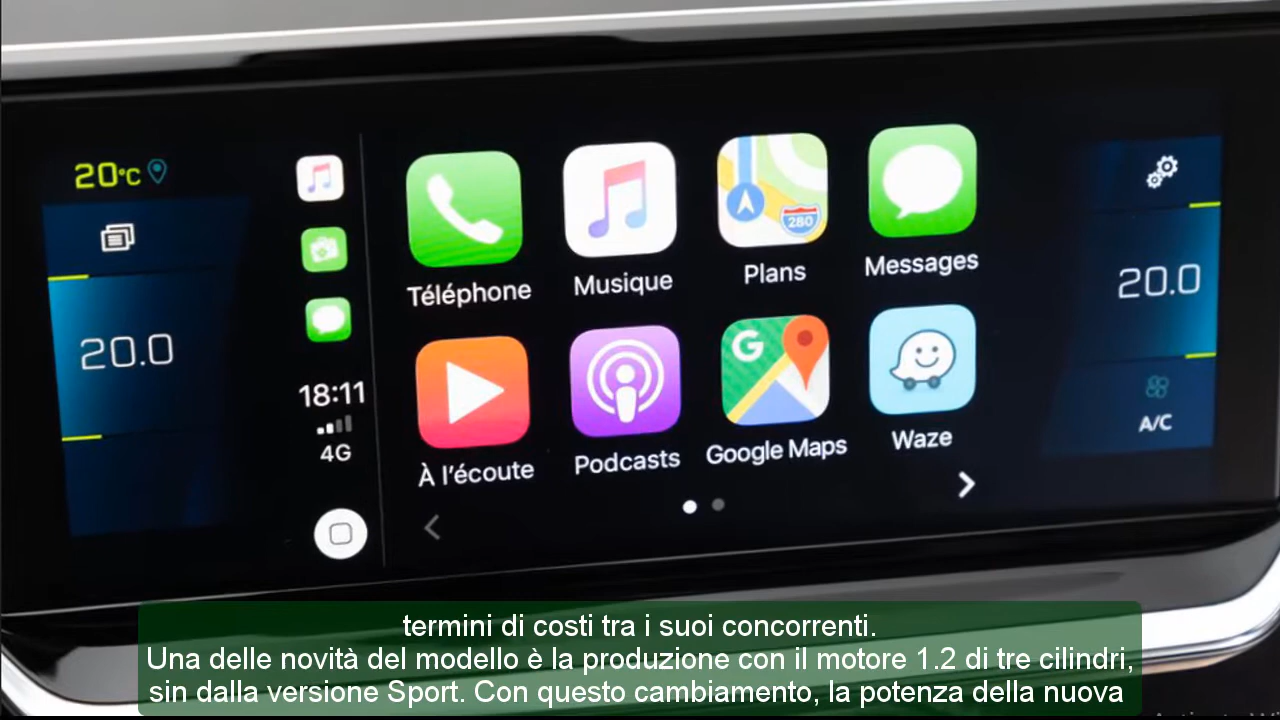 20°C
20.0
18:11
4G
Téléphone
Musique
Plans
280
Messages
À l'écoute
G
Podcasts
Google Maps
Waze
20.0
A/C
termini di costi tra i suoi concorrenti.
Una delle novità del modello è la produzione con il motore 1.2 di tre cilindri,
sin dalla versione Sport. Con questo cambiamento, la potenza della nuova